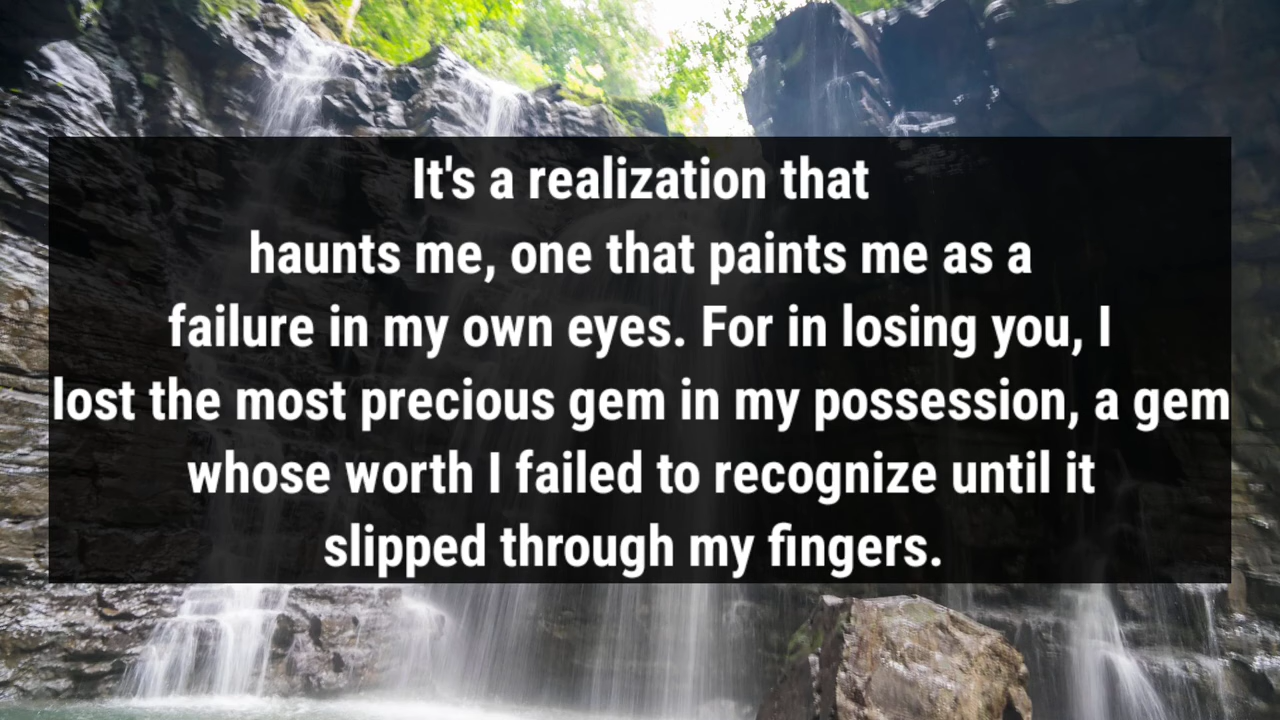 It's a realization that
haunts me, one that paints me as a
failure in my own eyes. For in losing you, I
lost the most precious gem in my possession, a gem
whose worth I failed to recognize until it
slipped through my fingers.